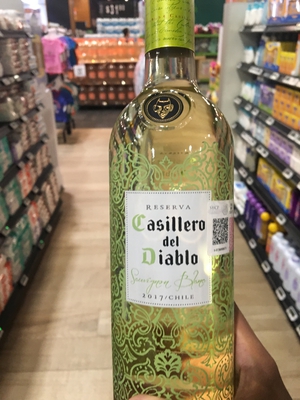 RESERVA
Casillero
del
Diablo
Sauvignon Blanc
2017/CHILE